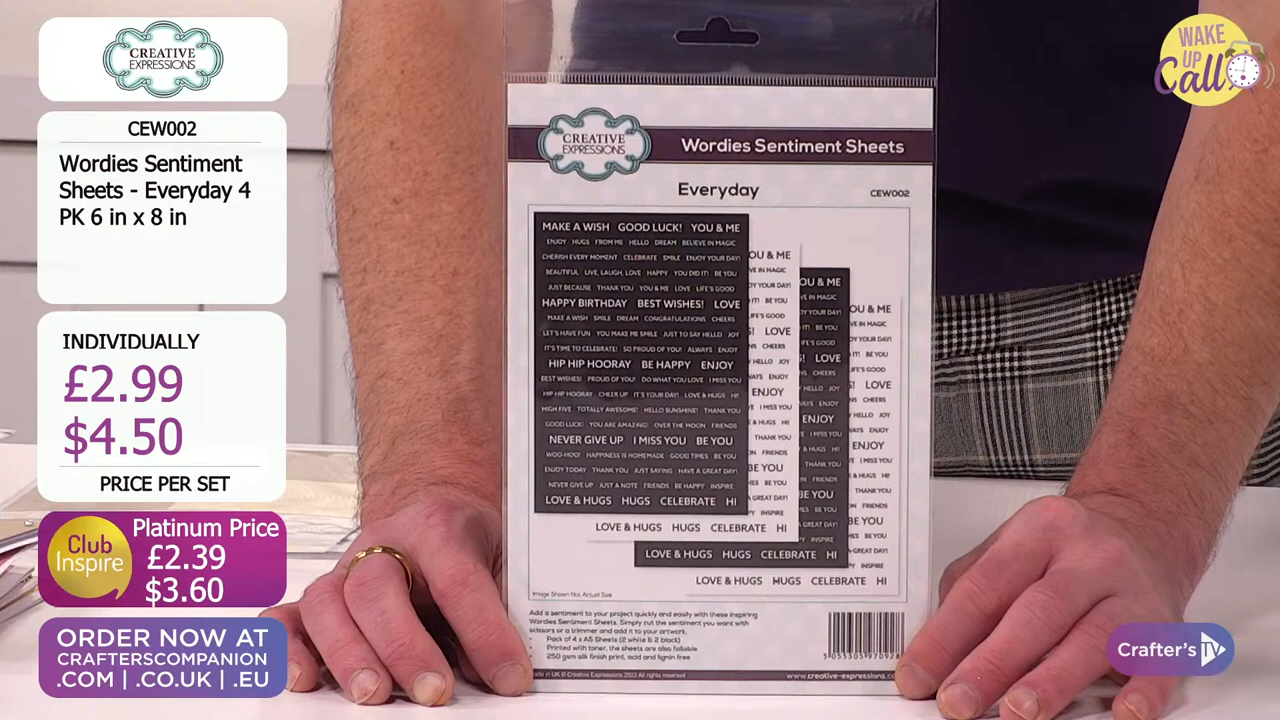 CREATIVE
EXPRESSIONS
CEW002
Wordies Sentiment
Sheets - Everyday 4
PK 6 in x 8 in
INDIVIDUALLY
£2.99
$4.50
PRICE PER SET
Club
Inspire
Platinum Price
£2.39
$3.60
ORDER NOW AT
CRAFTERSCOMPANION
.COM | .CO.UK | .EU
CREATIVE
EXPRESSIONS
Wordies Sentiment Sheets
Everyday
CEW002
MAKE A WISH GOOD LUCK! YOU & ME
ENJOY HUGS FROM ME HELLO DREAM BELIEVE IN MAGIC
CHERISH EVERY MOMENT CELEBRATE SMILE ENJOY YOUR DAY!
BEAUTIFUL LIVE, LAUGH, LOVE HAPPY YOU DID IT! BE YOU
JUST BECAUSE THANK YOU YOU & ME LOVE LIFE'S GOOD
HAPPY BIRTHDAY BEST WISHES! LOVE
MAKE A WISH SMILE DREAM CONGRATULATIONS CHEERS
LET'S HAVE FUN YOU MAKE ME SMILE JUST TO SAY HELLO JOY
IT'S TIME TO CELEBRATE! SO PROUD OF YOU! ALWAYS ENJOY
HIP HIP HOORAY BE HAPPY ENJOY
BEST WISHES! PROUD OF YOU! DO WHAT YOU LOVE I MISS YOU
HIP HIP HOORAY CHEER UP IT'S YOUR DAY! LOVE & HUGS HI!
HIGH FIVE TOTALLY AWESOME! HELLO SUNSHINE! THANK YOU
GOOD LUCK! YOU ARE AMAZING! OVER THE MOON FRIENDS
NEVER GIVE UP I MISS YOU BE YOU
WOO-HOO! HAPPINESS IS HOMEMADE GOOD TIMES BE YOU
ENJOY TODAY THANK YOU JUST SAYING HAVE A GREAT DAY!
NEVER GIVE UP JUST A NOTE FRIENDS BE HAPPY INSPIRE
LOVE & HUGS HUGS CELEBRATE HI
LOVE & HUGS HUGS CELEBRATE HI
LOVE & HUGS HUGS CELEBRATE HI
LOVE & HUGS HUGS CELEBRATE HI
Image Shown Not Actual Size
Add a sentiment to your project quickly and easily with these inspiring
Wordies Sentiment Sheets. Simply cut the sentiment you want with
scissors or a trimmer and add it to your artwork.
Pack of 4 x A5 Sheets (2 white & 2 black)
Printed with toner, the sheets are also foilable
250 gsm silk finish print, acid and lignin free
5 055305 97092
www.creative-expressions.co
WAKE
UP
Call
Crafter's TV